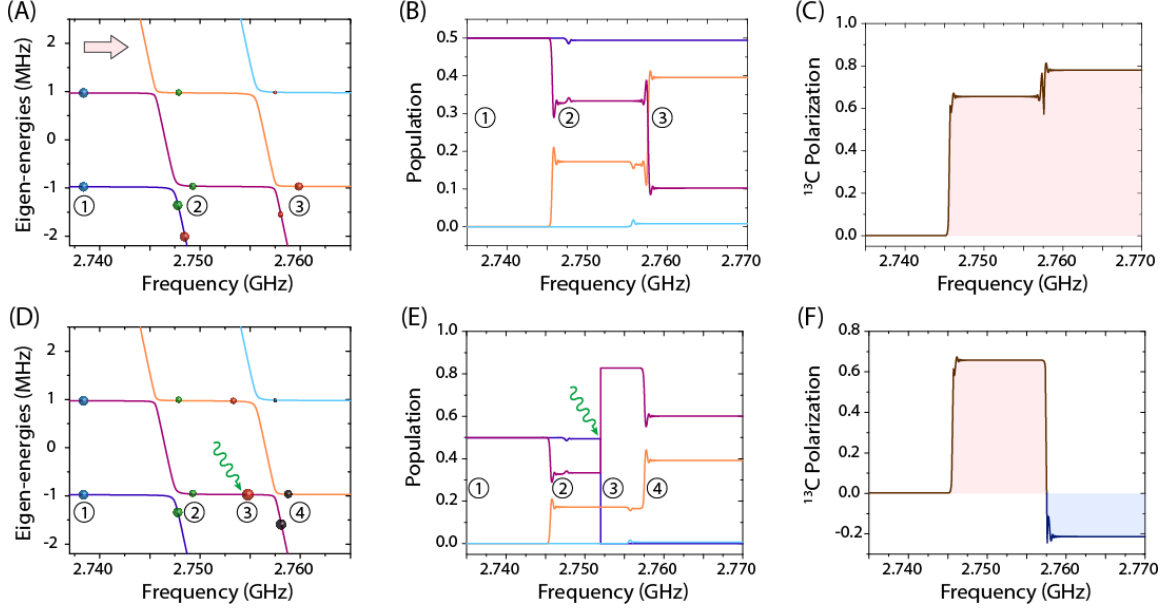 (A)
Eigen-energies (MHz)
2
1
0
-1
-2
① ② ③
2.740 2.750 2.760
Frequency (GHz)
(B)
Population
0.5
0.4
0.3
0.2
0.1
0.0
① ② ③
2.740 2.750 2.760 2.770
Frequency (GHz)
(C)
¹³C Polarization
1.0
0.8
0.6
0.4
0.2
0.0
2.740 2.750 2.760 2.770
Frequency (GHz)
(D)
Eigen-energies (MHz)
2
1
0
-1
-2
① ② ③ ④
2.740 2.750 2.760
Frequency (GHz)
(E)
Population
1.0
0.8
0.6
0.4
0.2
0.0
① ② ③ ④
2.740 2.750 2.760 2.770
Frequency (GHz)
(F)
¹³C Polarization
0.8
0.6
0.4
0.2
0.0
-0.2
2.740 2.750 2.760 2.770
Frequency (GHz)